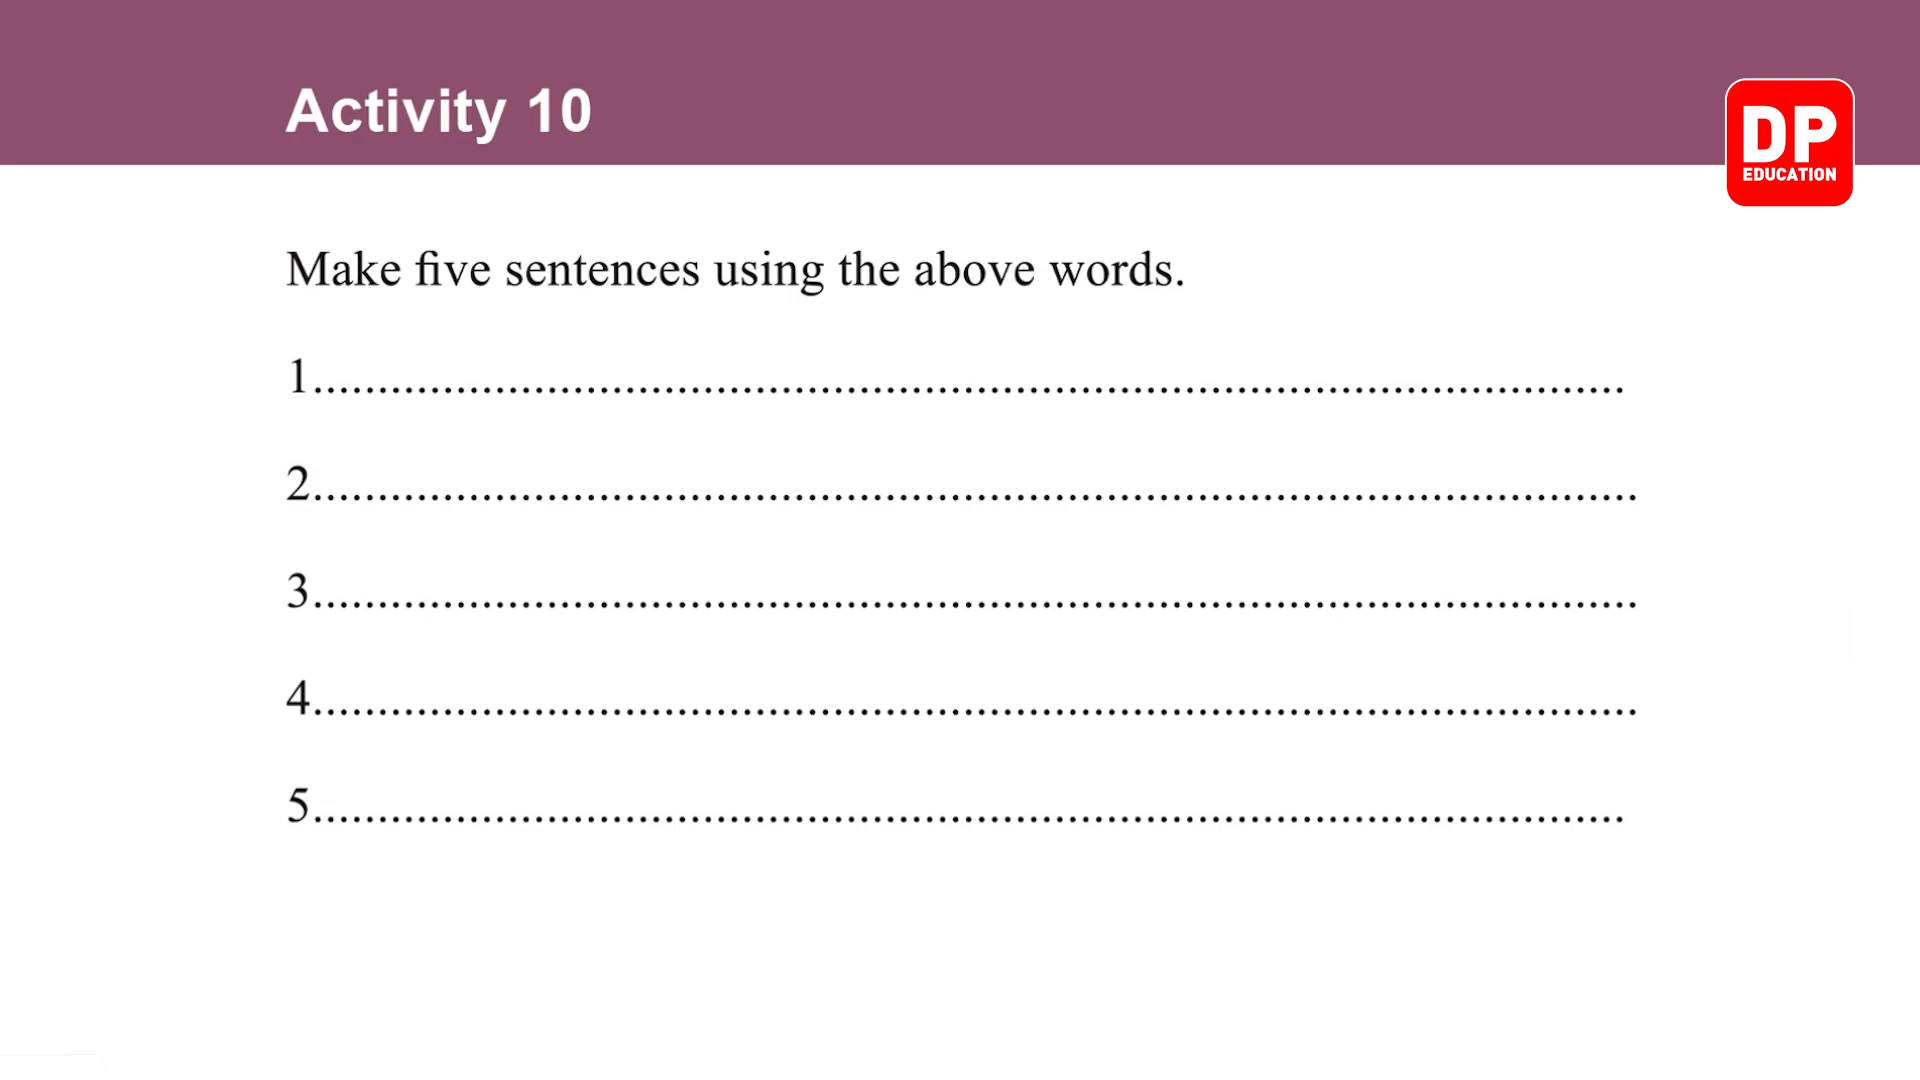 Activity 10
DP
EDUCATION
Make five sentences using the above words.
1.....................................................................................................
2......................................................................................................
3......................................................................................................
4......................................................................................................
5.....................................................................................................